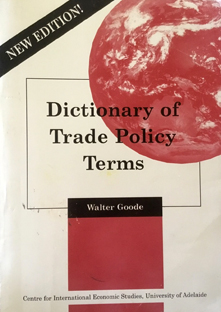 NEW EDITION!
Dictionary of
Trade Policy
Terms
Walter Goode
Centre for International Economic Studies, University of Adelaide